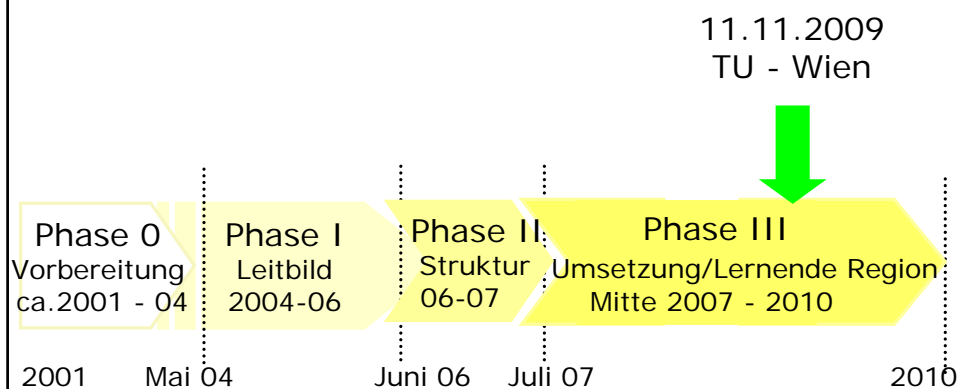 11.11.2009
TU - Wien
Phase 0
Vorbereitung
ca.2001 - 04
Phase I
Leitbild
2004-06
Phase II
Struktur
06-07
Phase III
Umsetzung/Lernende Region
Mitte 2007 - 2010
2001
Mai 04
Juni 06
Juli 07
2010